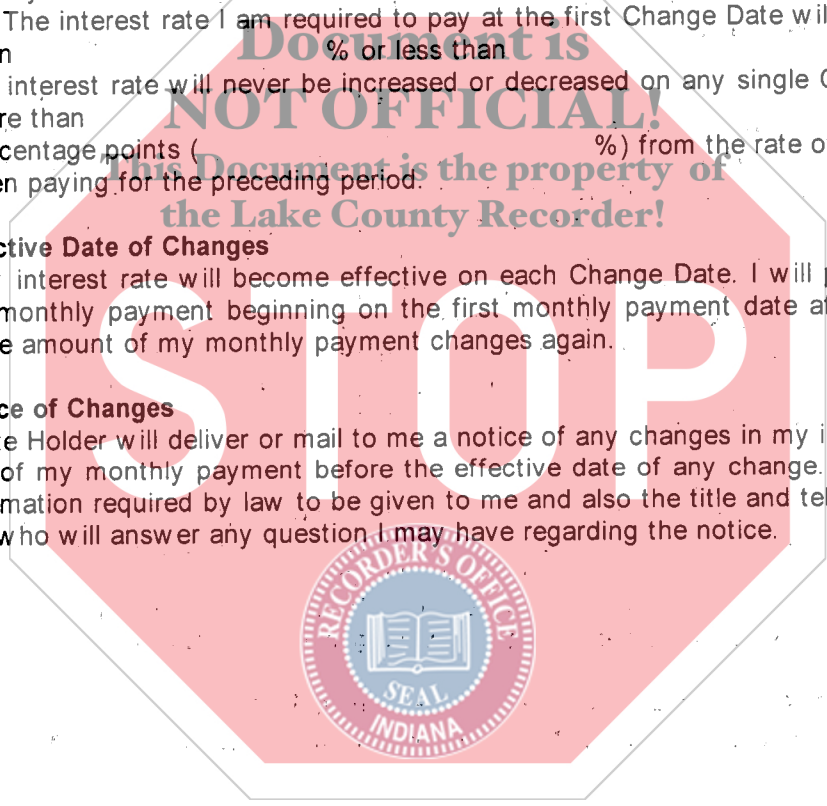 The interest rate I am required to pay at the first Change Date wil
n % or less than
interest rate will never be increased or decreased on any single C
re than
centage points ( %) from the rate o
en paying for the preceding period.
ctive Date of Changes
interest rate will become effective on each Change Date. I will p
monthly payment beginning on the first monthly payment date af
e amount of my monthly payment changes again.
ce of Changes
e Holder will deliver or mail to me a notice of any changes in my i
of my monthly payment before the effective date of any change.
mation required by law to be given to me and also the title and tel
who will answer any question I may have regarding the notice.
Document is
NOT OFFICIAL!
This Document is the property of
the Lake County Recorder!
STOP
RECORDER'S OFFICE
SEAL
INDIANA